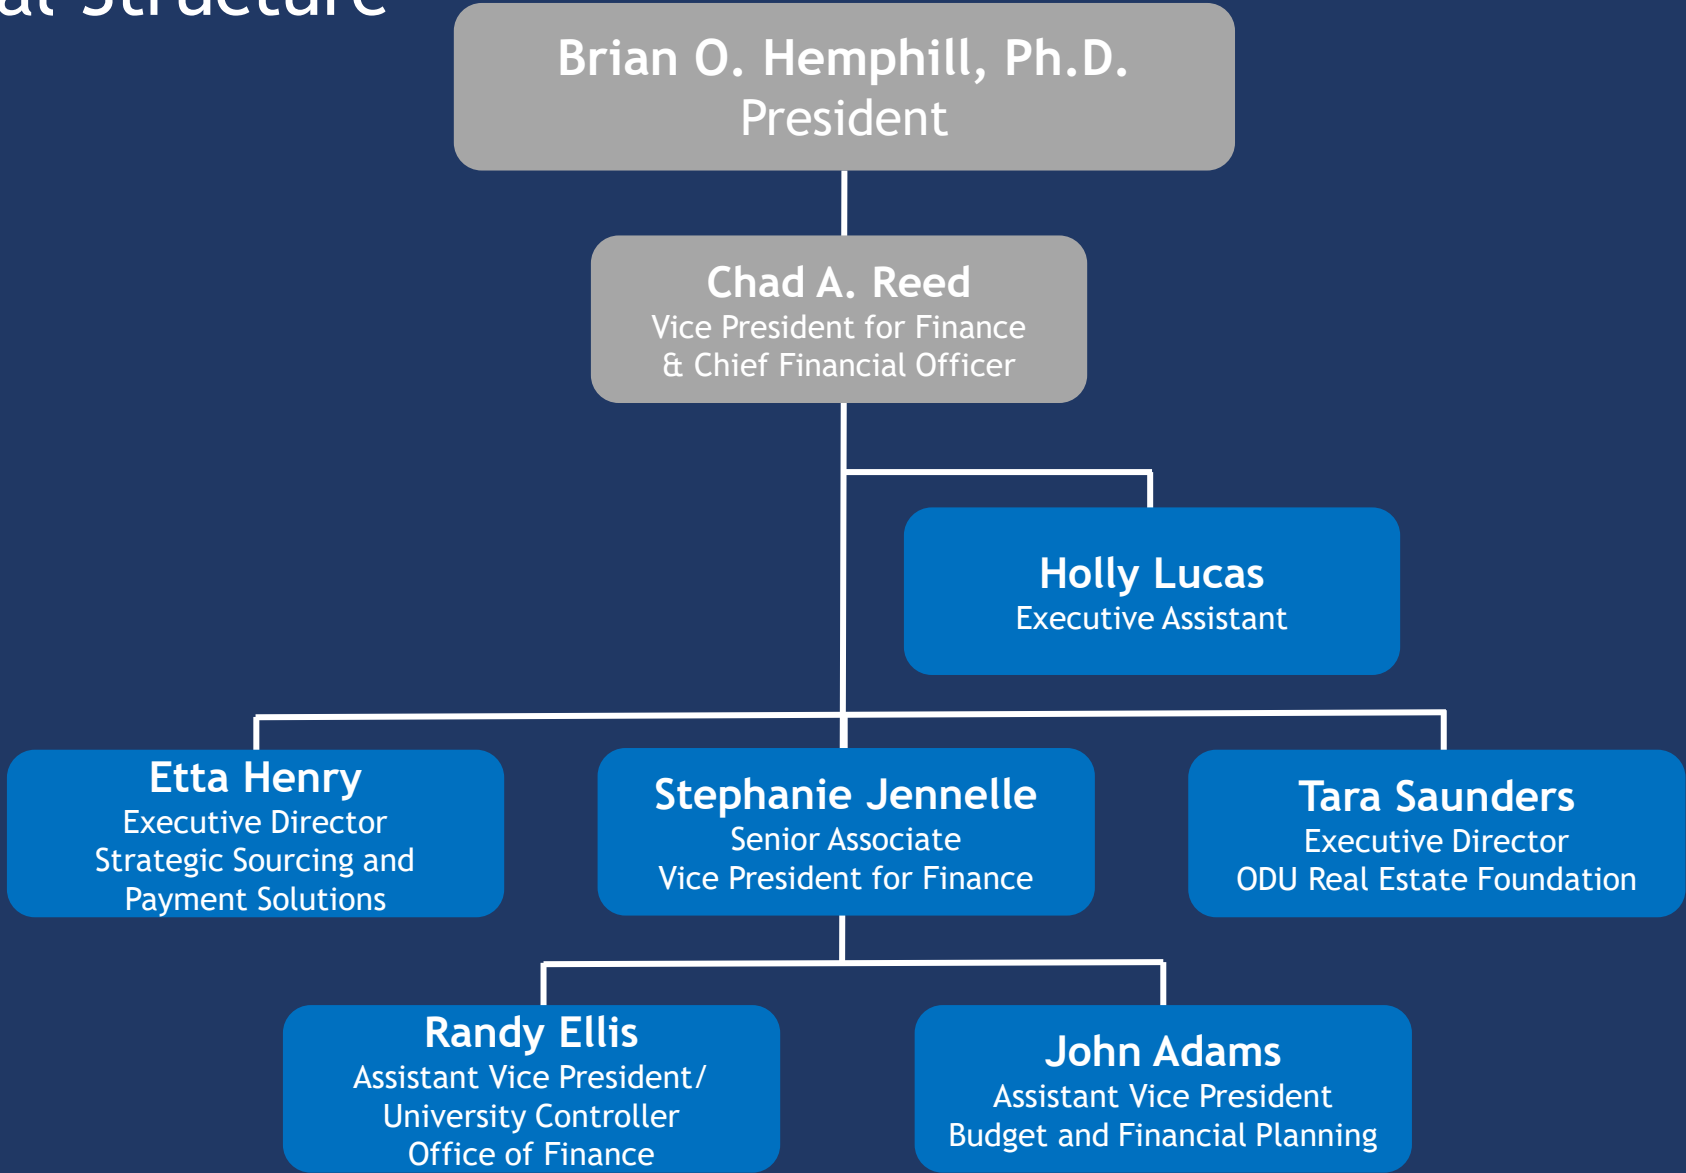 Structure
Brian O. Hemphill, Ph.D.
President
Chad A. Reed
Vice President for Finance
& Chief Financial Officer
Holly Lucas
Executive Assistant
Etta Henry
Executive Director
Strategic Sourcing and
Payment Solutions
Stephanie Jennelle
Senior Associate
Vice President for Finance
Tara Saunders
Executive Director
ODU Real Estate Foundation
Randy Ellis
Assistant Vice President/
University Controller
Office of Finance
John Adams
Assistant Vice President
Budget and Financial Planning